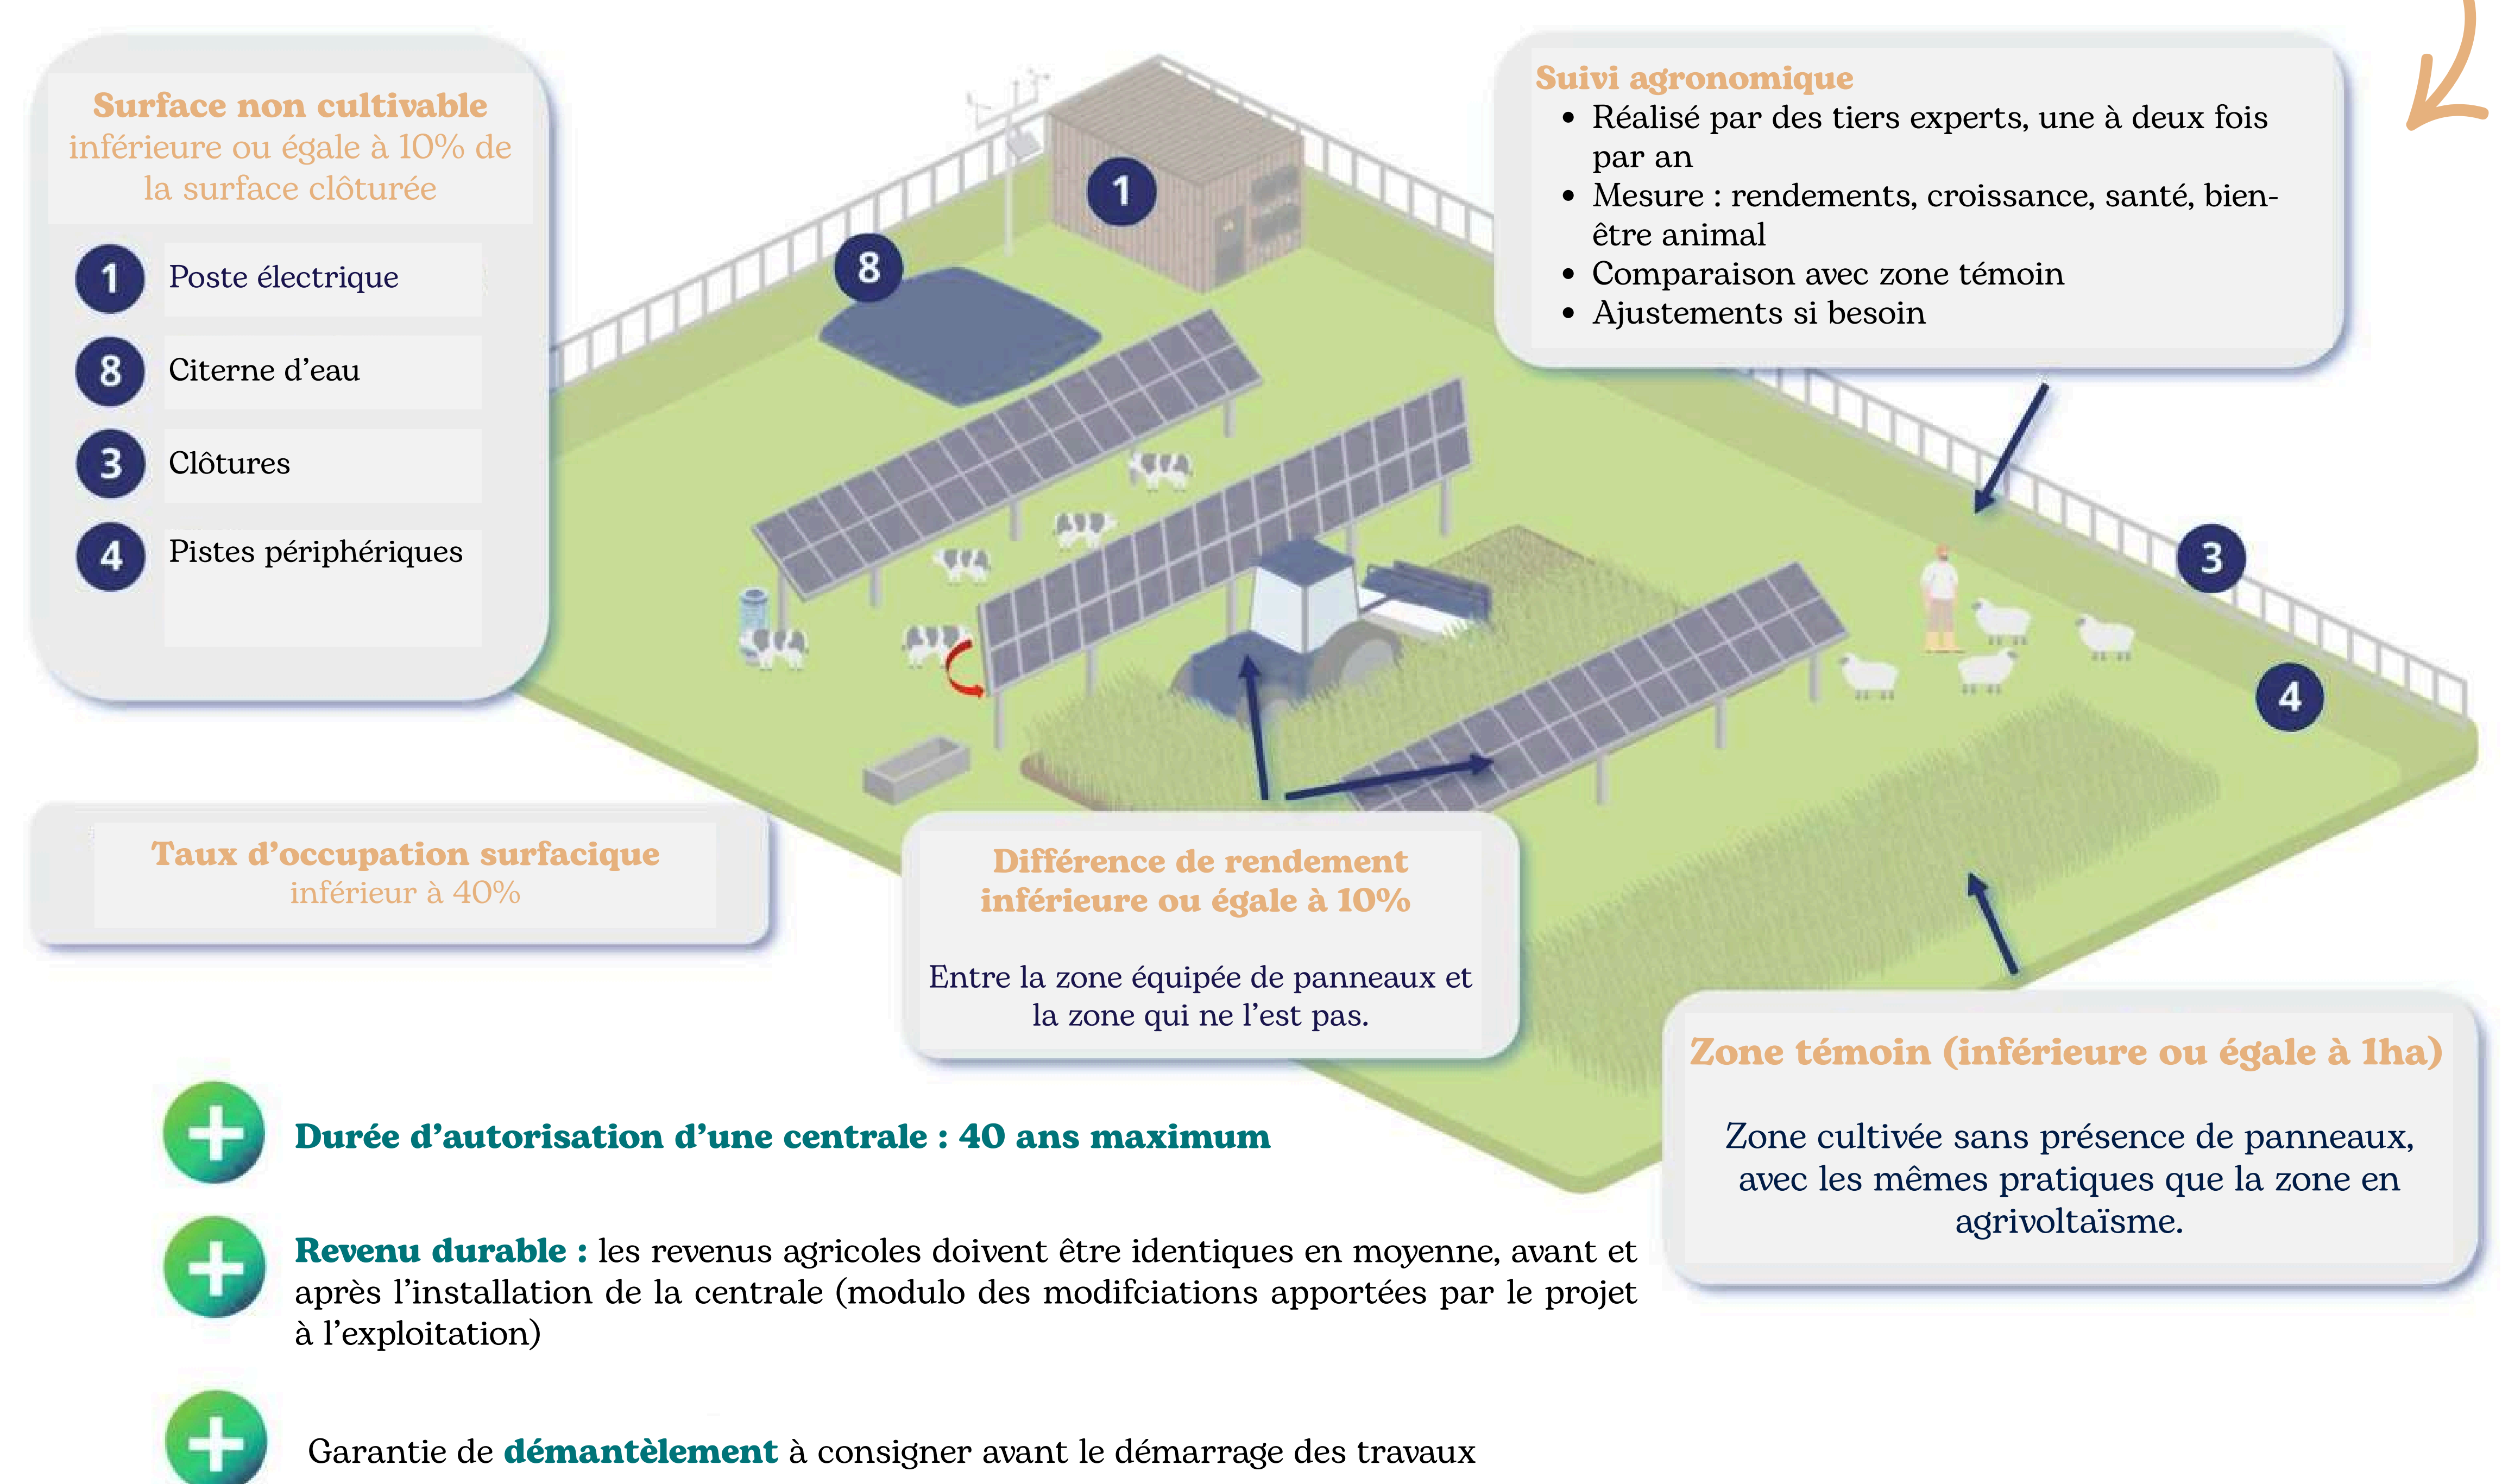 Surface non cultivable
inférieure ou égale à 10% de
la surface clôturée
1 Poste électrique
8 Citerne d’eau
3 Clôtures
4 Pistes périphériques
Suivi agronomique
• Réalisé par des tiers experts, une à deux fois
par an
• Mesure : rendements, croissance, santé, bien-
être animal
• Comparaison avec zone témoin
• Ajustements si besoin
1
8
3
4
Taux d’occupation surfacique
inférieur à 40%
Différence de rendement
inférieure ou égale à 10%
Entre la zone équipée de panneaux et
la zone qui ne l’est pas.
Zone témoin (inférieure ou égale à 1ha)
Zone cultivée sans présence de panneaux,
avec les mêmes pratiques que la zone en
agrivoltaïsme.
Durée d’autorisation d’une centrale : 40 ans maximum
Revenu durable : les revenus agricoles doivent être identiques en moyenne, avant et
après l’installation de la centrale (modulo des modifciations apportées par le projet
à l’exploitation)
Garantie de démantèlement à consigner avant le démarrage des travaux